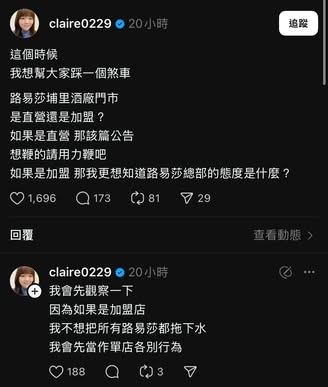 claire0229 20小時
追蹤
這個時候
我想幫大家踩一個煞車
路易莎埔里酒廠門市
是直營還是加盟?
如果是直營 那該篇公告
想鞭的請用力鞭吧
如果是加盟 那我更想知道路易莎總部的態度是什麼?
1,696 173 81 29
回覆 查看動態 >
claire0229 20小時
我會先觀察一下
因為如果是加盟店
我不想把所有路易莎都拖下水
我會先當作單店各別行為
188 3